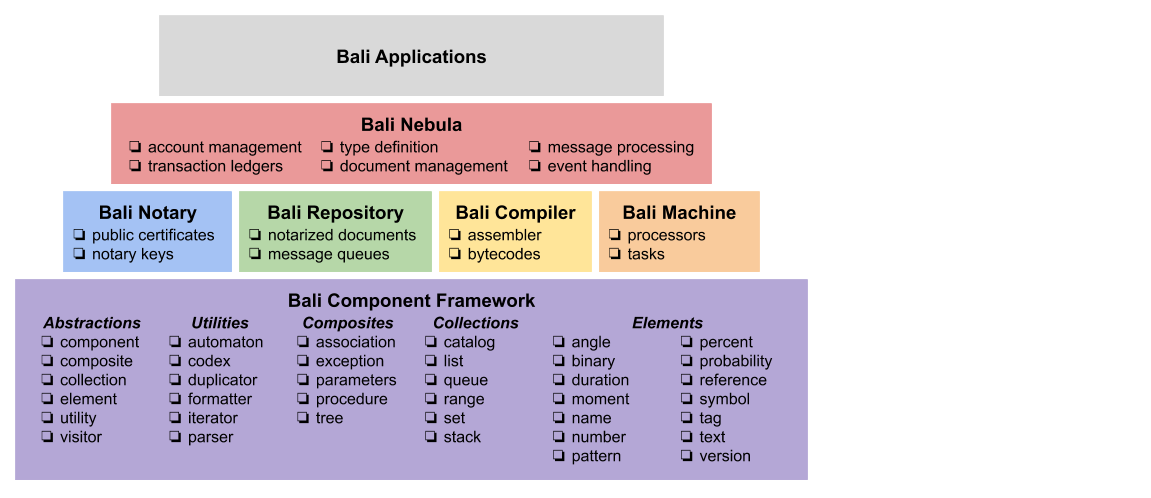 Bali Applications
Bali Nebula
❏ account management ❏ type definition ❏ message processing
❏ transaction ledgers ❏ document management ❏ event handling
Bali Notary
❏ public certificates
❏ notary keys
Bali Repository
❏ notarized documents
❏ message queues
Bali Compiler
❏ assembler
❏ bytecodes
Bali Machine
❏ processors
❏ tasks
Bali Component Framework
Abstractions
❏ component
❏ composite
❏ collection
❏ element
❏ utility
❏ visitor
Utilities
❏ automaton
❏ codex
❏ duplicator
❏ formatter
❏ iterator
❏ parser
Composites
❏ association
❏ exception
❏ parameters
❏ procedure
❏ tree
Collections
❏ catalog
❏ list
❏ queue
❏ range
❏ set
❏ stack
Elements
❏ angle
❏ binary
❏ duration
❏ moment
❏ name
❏ number
❏ pattern
❏ percent
❏ probability
❏ reference
❏ symbol
❏ tag
❏ text
❏ version